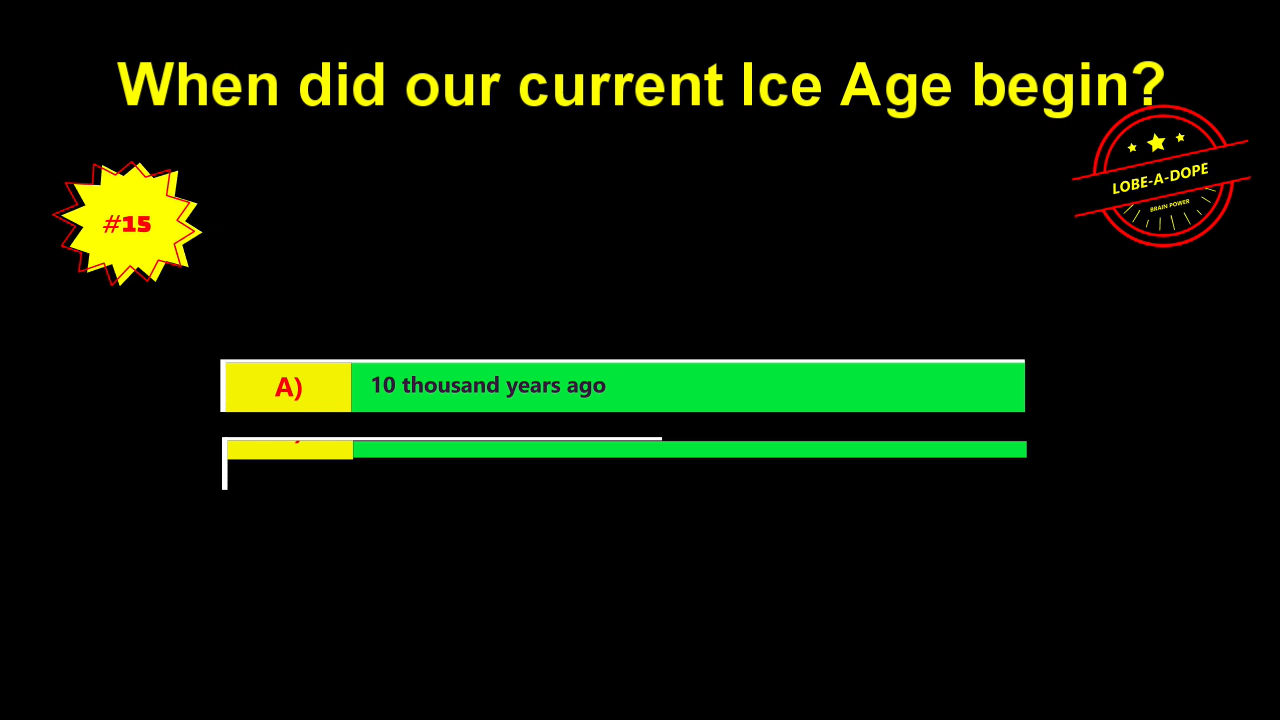 When did our current Ice Age begin?
#15
LOBE-A-DOPE
BRAIN POWER
A) 10 thousand years ago